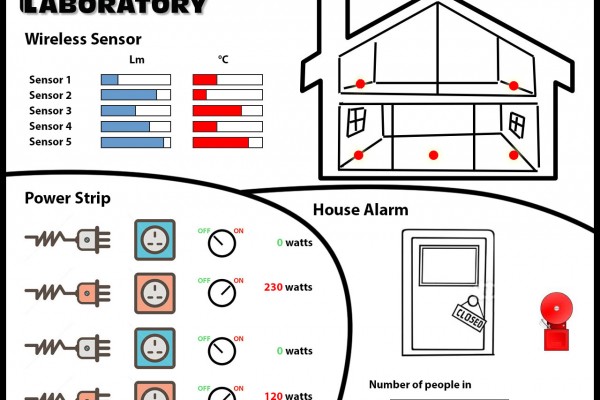 LABORATORY
Wireless Sensor
Lm °C
Sensor 1
Sensor 2
Sensor 3
Sensor 4
Sensor 5
Power Strip
House Alarm
OFF ON 0 watts
OFF ON 230 watts
CLOSED
OFF ON 0 watts
OFF ON 120 watts
Number of people in